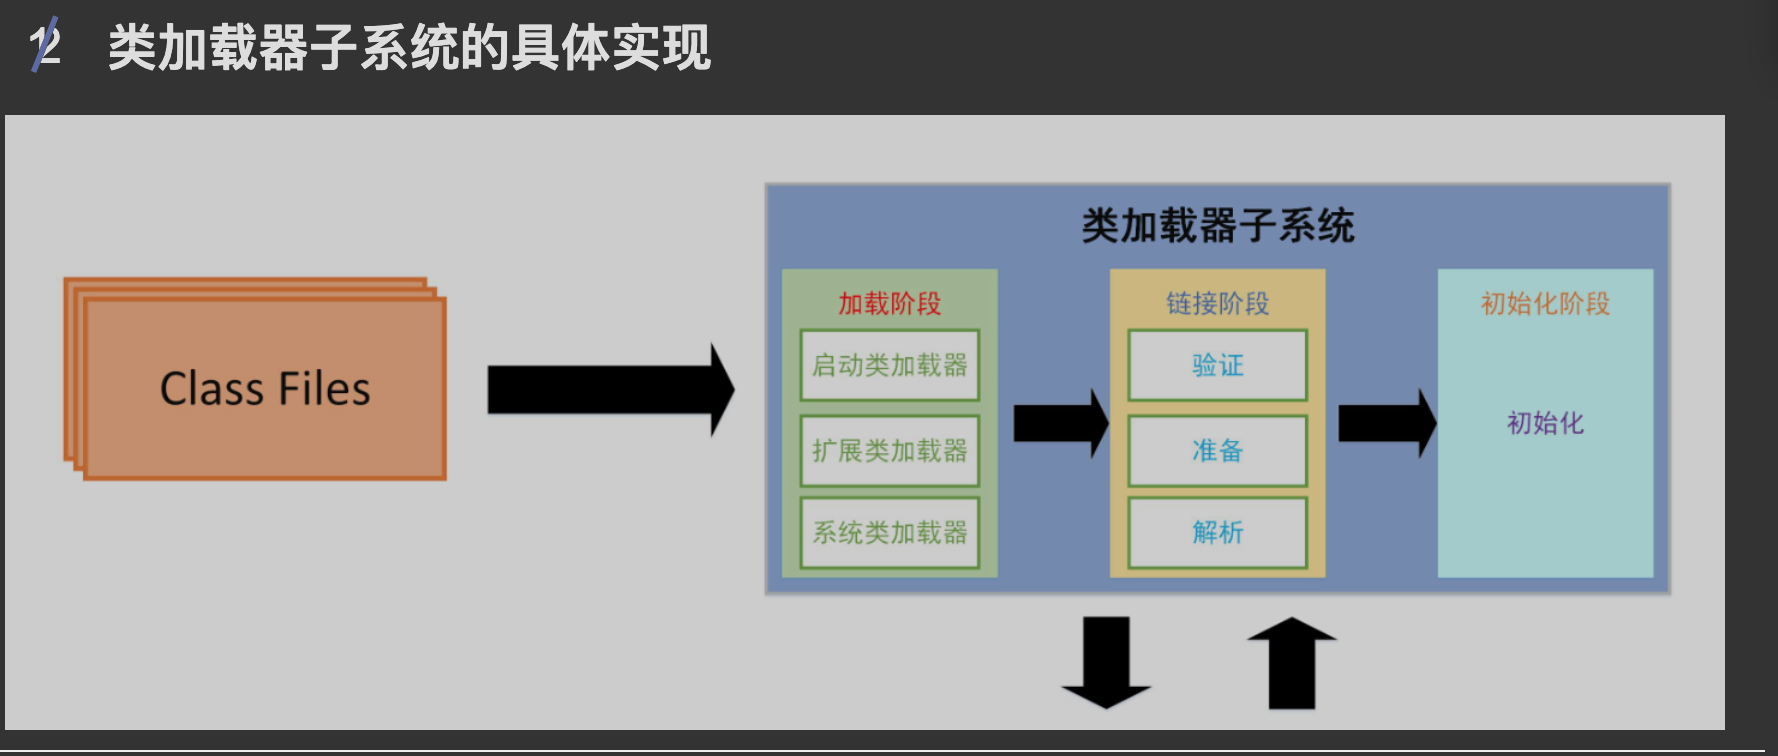 12 类加载器子系统的具体实现
类加载器子系统
Class Files
加载阶段
启动类加载器
扩展类加载器
系统类加载器
链接阶段
验证
准备
解析
初始化阶段
初始化